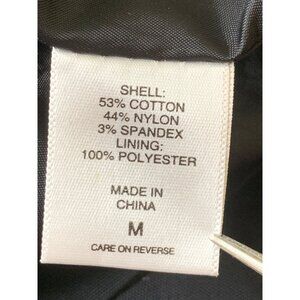 SHELL:
53% COTTON
44% NYLON
3% SPANDEX
LINING:
100% POLYESTER
MADE IN
CHINA
M
CARE ON REVERSE